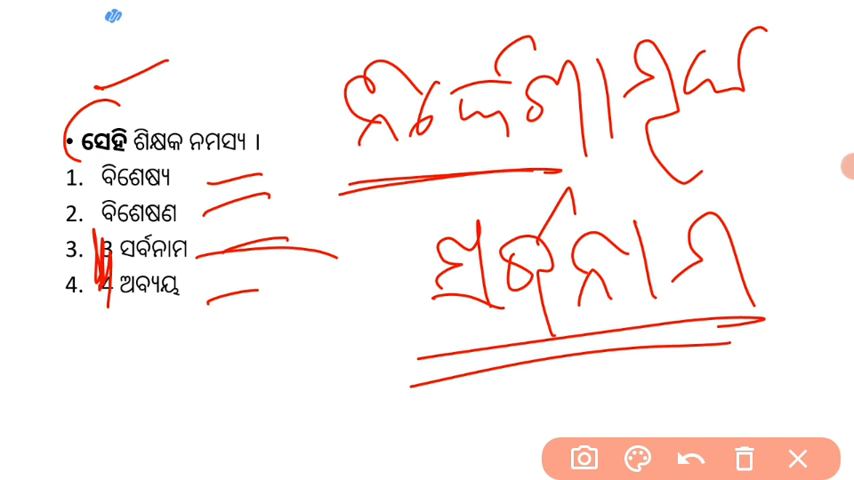 • ସେହି ଶିକ୍ଷକ ନମସ୍ୟ ।
1. ବିଶେଷ୍ୟ
2. ବିଶେଷଣ
3. 3 ସର୍ବନାମ
4. 4 ଅବ୍ୟୟ
ସର୍ବନାମ